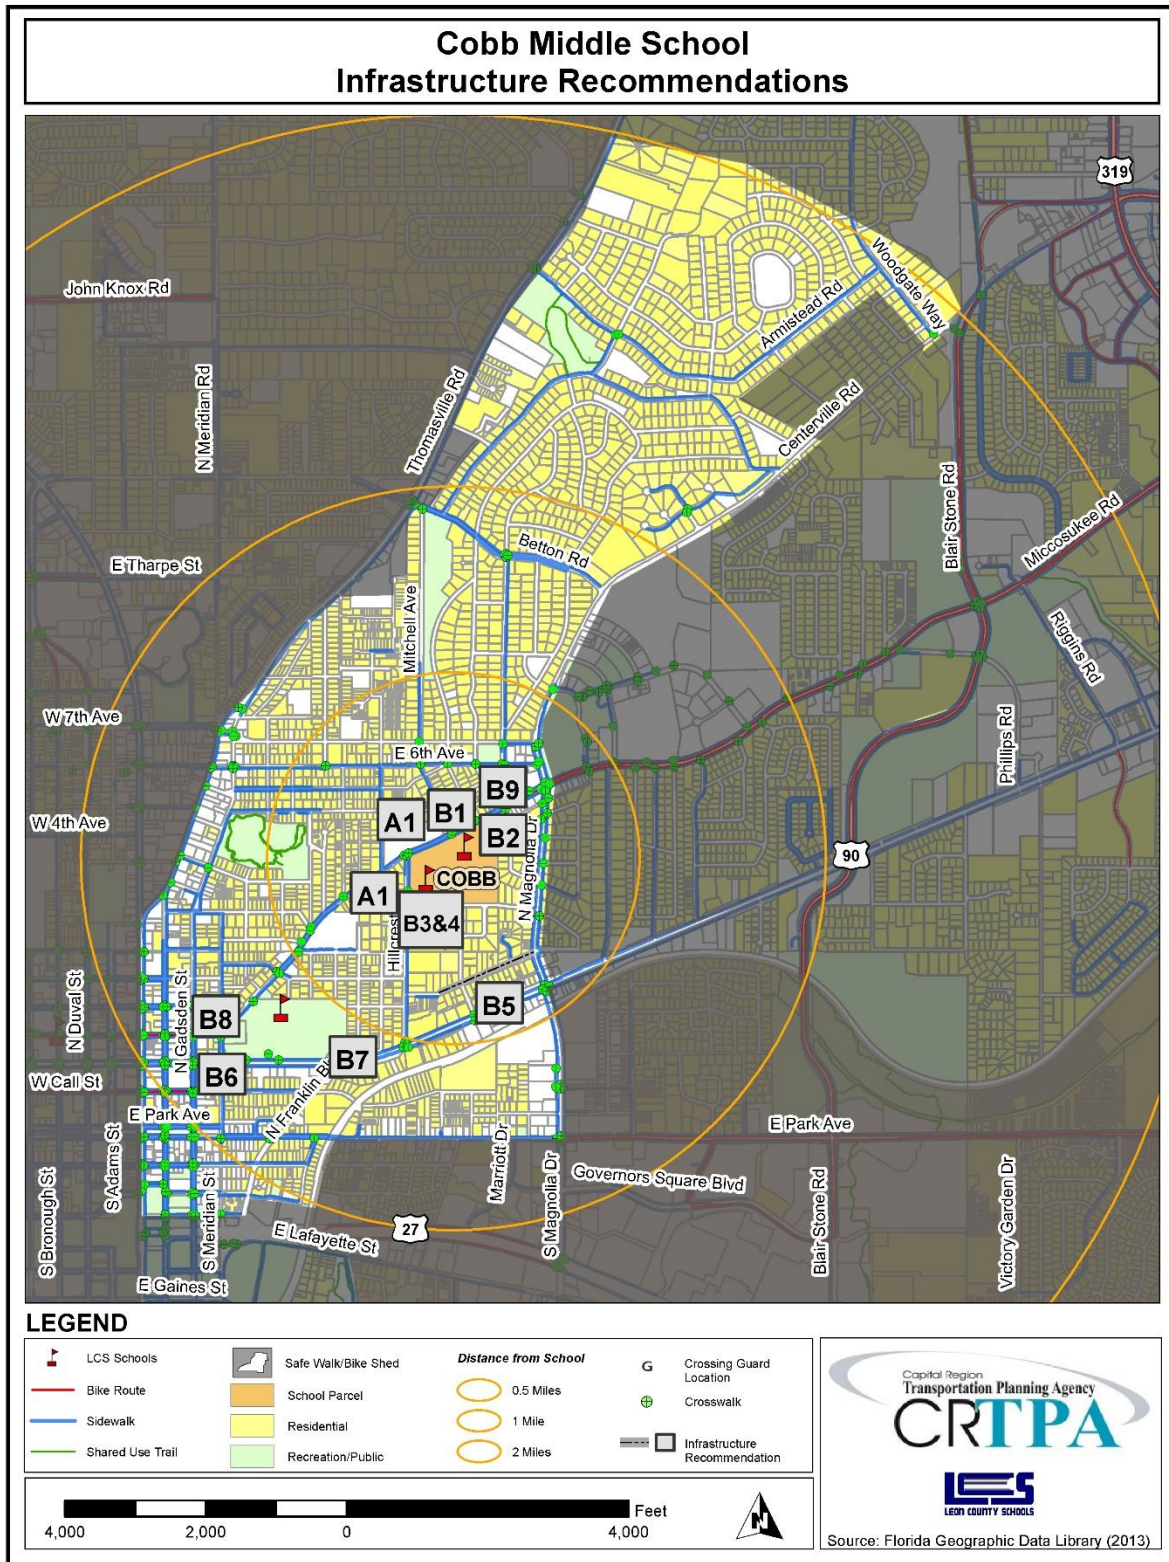 Cobb Middle School
Infrastructure Recommendations
319
John Knox Rd
Woodgate Way
Armistead Rd
N Meridian Rd
Thomasville Rd
Centerville Rd
Blair Stone Rd
Miccosukee Rd
E Tharpe St
Betton Rd
Mitchell Ave
Riggins Rd
W 7th Ave
Phillips Rd
E 6th Ave
B9
B1
A1
W 4th Ave
B2
90
N Magnolia Dr
COBB
A1
B3&4
Hillcrest
N Duval St
N Gadsden St
B8
B5
B7
B6
W Call St
N Franklin Bl
E Park Ave
E Park Ave
S Adams St
Marriott Dr
Governors Square Blvd
S Bronough St
S Meridian St
S Magnolia Dr
Blair Stone Rd
Victory Garden Dr
27
E Lafayette St
E Gaines St
LEGEND
LCS Schools
Bike Route
Sidewalk
Shared Use Trail
Safe Walk/Bike Shed
School Parcel
Residential
Recreation/Public
Distance from School
0.5 Miles
1 Mile
2 Miles
G Crossing Guard
Location
Crosswalk
Infrastructure
Recommendation
Capital Region
Transportation Planning Agency
CRTPA
LCS
LEON COUNTY SCHOOLS
Source: Florida Geographic Data Library (2013)
Feet
4,000 2,000 0 4,000
N